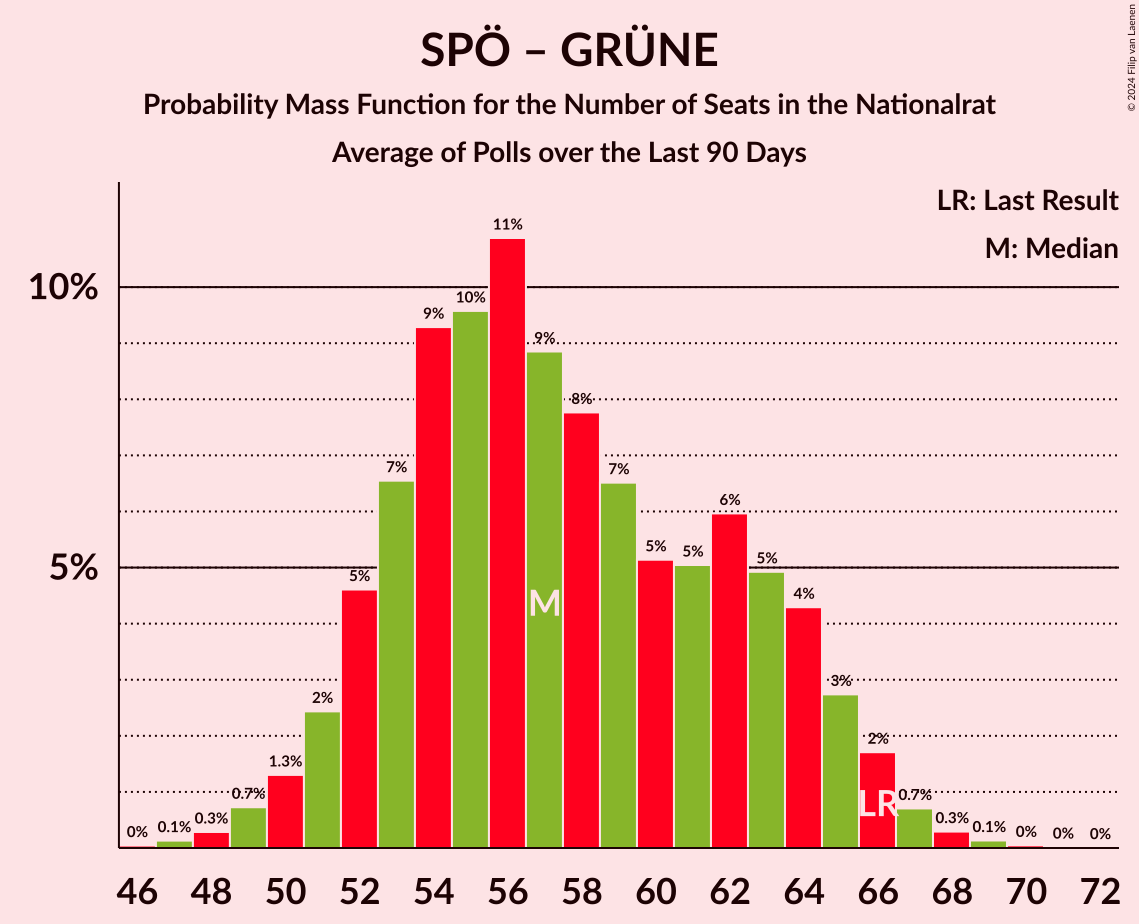 SPÖ – GRÜNE
Probability Mass Function for the Number of Seats in the Nationalrat
Average of Polls over the Last 90 Days
© 2024 Filip van Laenen
LR: Last Result
M: Median
10%
5%
0% 0.1% 0.3% 0.7% 1.3% 2% 5% 7% 9% 10% 11% 9% 8% 7% 5% 5% 6% 5% 4% 3% 2% 0.7% 0.3% 0.1% 0% 0% 0%
M
LR
46 48 50 52 54 56 58 60 62 64 66 68 70 72